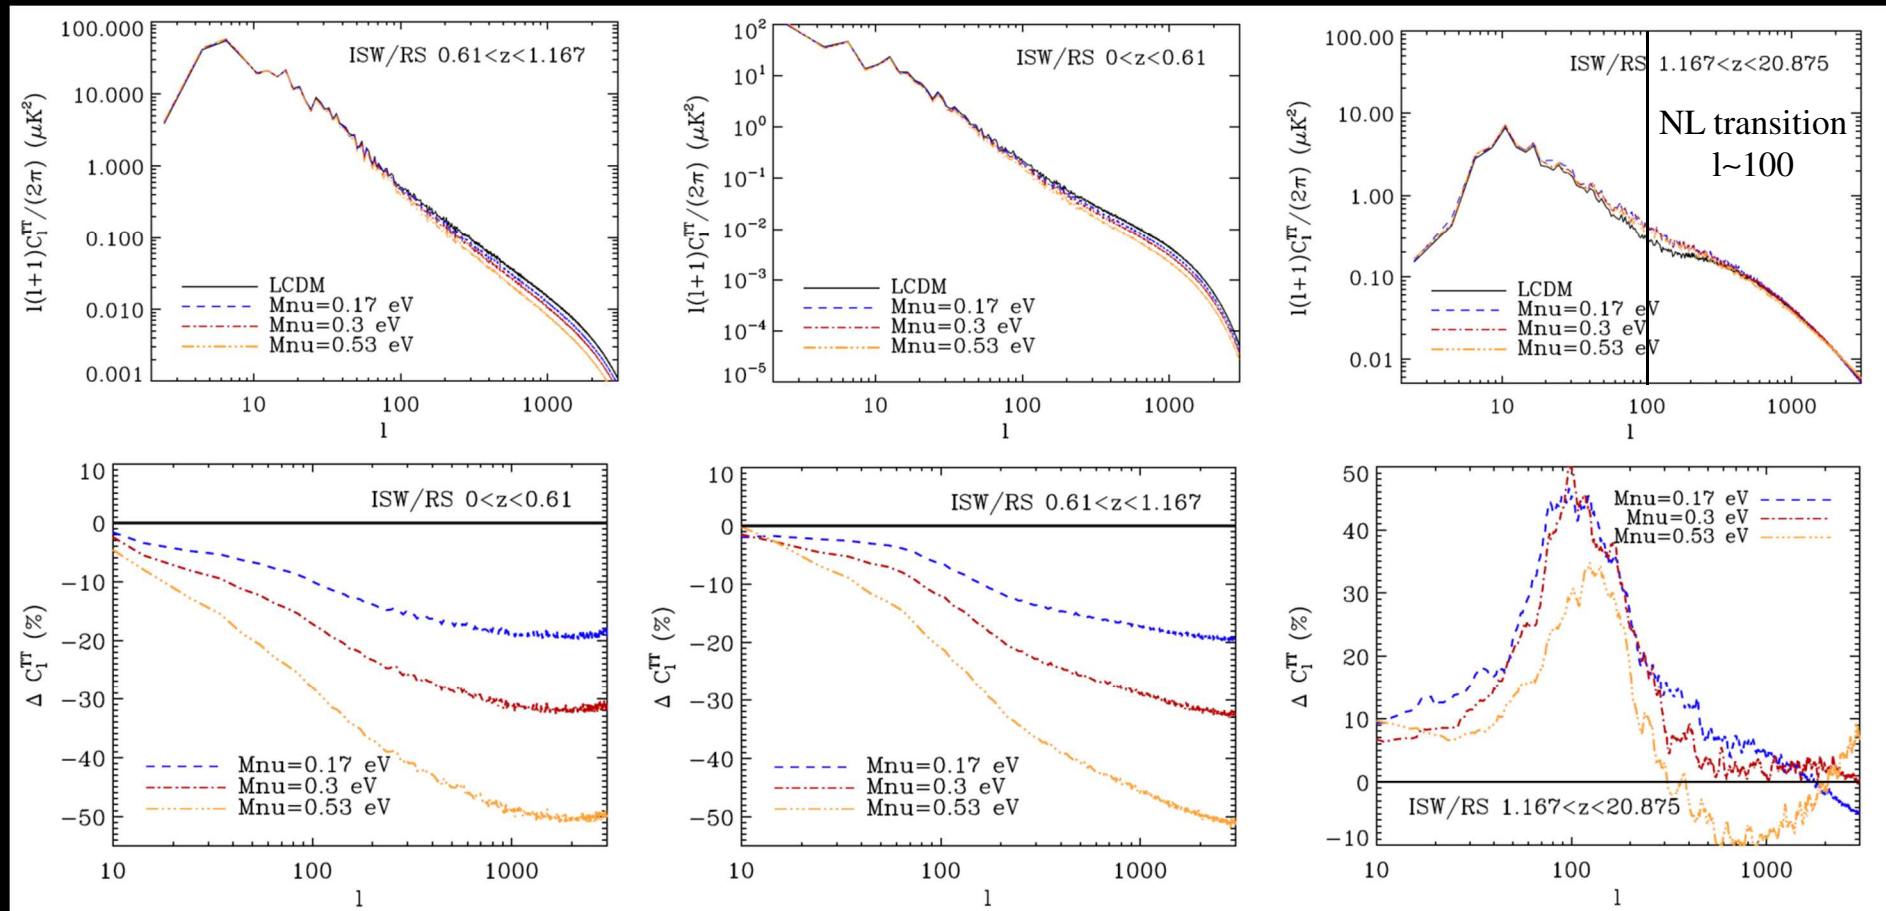 100.000
10.000
1.000
0.100
0.010
0.001
l(l+1)C_l^TT/(2π) (μK²)
ISW/RS 0.61<z<1.167
LCDM
Mnu=0.17 eV
Mnu=0.3 eV
Mnu=0.53 eV
10 100 1000
l
10²
10¹
10⁰
10⁻¹
10⁻²
10⁻³
10⁻⁴
10⁻⁵
l(l+1)C_l^TT/(2π) (μK²)
ISW/RS 0<z<0.61
LCDM
Mnu=0.17 eV
Mnu=0.3 eV
Mnu=0.53 eV
10 100 1000
l
100.00
10.00
1.00
0.10
0.01
l(l+1)C_l^TT/(2π) (μK²)
ISW/RS 1.167<z<20.875
NL transition
l~100
LCDM
Mnu=0.17 eV
Mnu=0.3 eV
Mnu=0.53 eV
10 100 1000
l
10
0
−10
−20
−30
−40
−50
Δ C_l^TT (%)
ISW/RS 0<z<0.61
Mnu=0.17 eV
Mnu=0.3 eV
Mnu=0.53 eV
10 100 1000
l
10
0
−10
−20
−30
−40
−50
Δ C_l^TT (%)
ISW/RS 0.61<z<1.167
Mnu=0.17 eV
Mnu=0.3 eV
Mnu=0.53 eV
10 100 1000
l
50
40
30
20
10
0
−10
Δ C_l^TT (%)
Mnu=0.17 eV
Mnu=0.3 eV
Mnu=0.53 eV
ISW/RS 1.167<z<20.875
10 100 1000
l